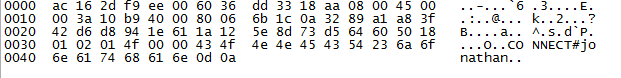 0000 ac 16 2d f9 ee 00 60 36 dd 33 18 aa 08 00 45 00 ..-...`6 .3....E.
0010 00 3a 10 b9 40 00 80 06 6b 1c 0a 32 89 a1 a8 3f .:..@... k..2...?
0020 42 d6 d8 94 1e 61 1a 12 5e 8d 73 d5 64 60 50 18 B....a.. ^.s.d`P.
0030 01 02 01 4f 00 00 43 4f 4e 4e 45 43 54 23 6a 6f ...O..CO NNECT#jo
0040 6e 61 74 68 61 6e 0d 0a nathan..